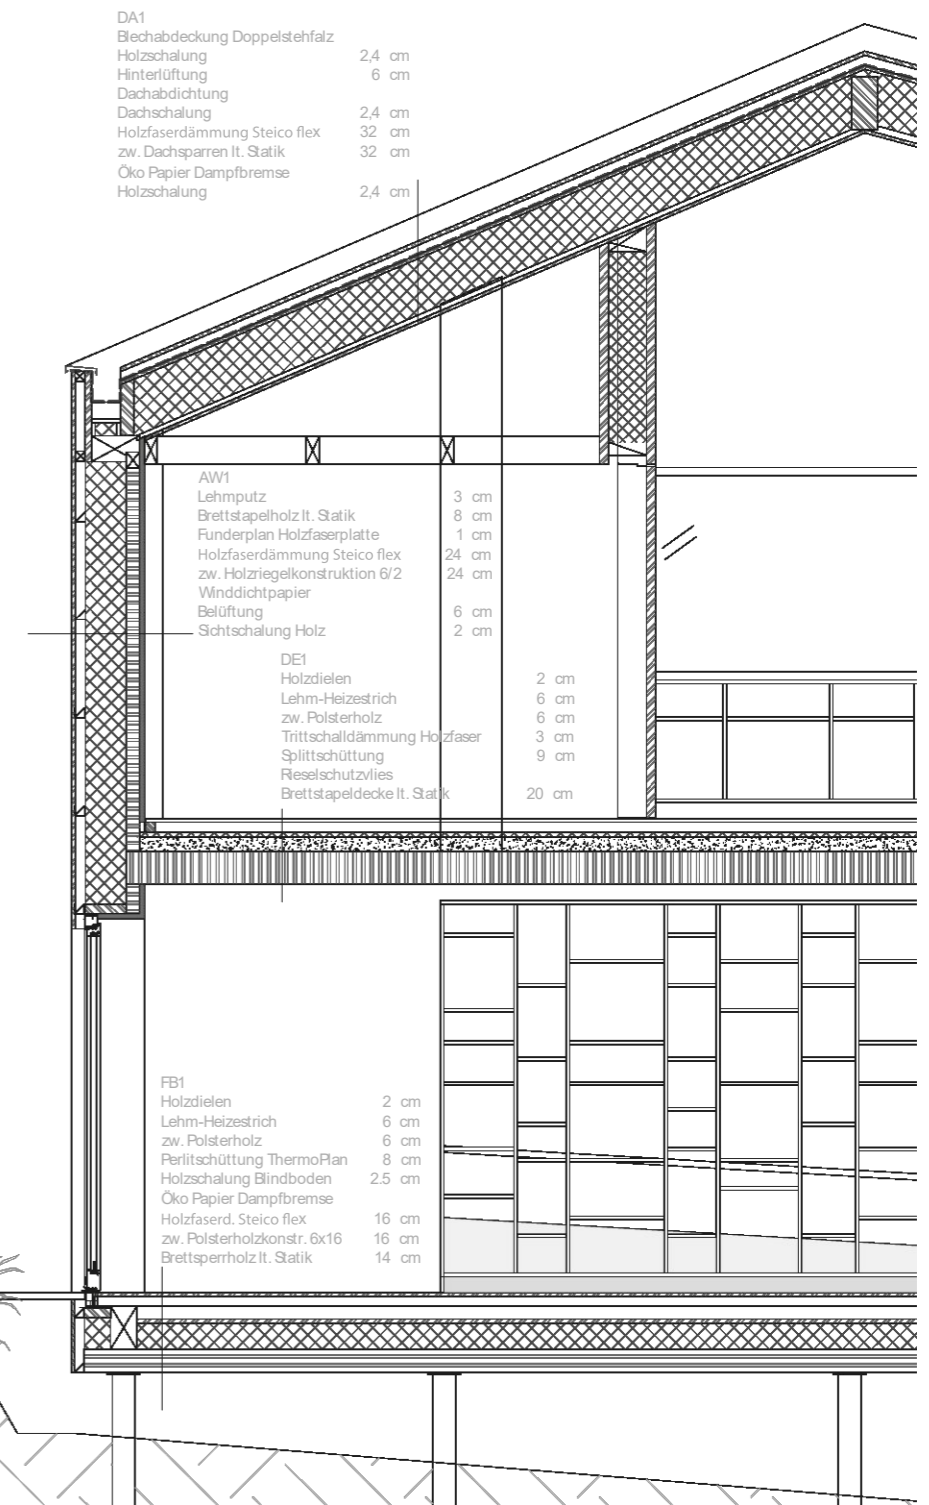 DA1
Blechabdeckung Doppelstehfalz
Holzschalung 2,4 cm
Hinterlüftung 6 cm
Dachabdichtung
Dachschalung 2,4 cm
Holzfaserdämmung Steico flex 32 cm
zw. Dachsparren lt. Statik 32 cm
Öko Papier Dampfbremse
Holzschalung 2,4 cm
AW1
Lehmputz 3 cm
Brettstapelholz lt. Statik 8 cm
Funderplan Holzfaserplatte 1 cm
Holzfaserdämmung Steico flex 24 cm
zw. Holzriegelkonstruktion 6/2 24 cm
Winddichtpapier
Belüftung 6 cm
Sichtschalung Holz 2 cm
DE1
Holzdielen 2 cm
Lehm-Heizestrich 6 cm
zw. Polsterholz 6 cm
Trittschalldämmung Holzfaser 3 cm
Splittschüttung 9 cm
Rieselschutzvlies
Brettstapeldecke lt. Statik 20 cm
FB1
Holzdielen 2 cm
Lehm-Heizestrich 6 cm
zw. Polsterholz 6 cm
Perlitschüttung ThermoPlan 8 cm
Holzschalung Blindboden 2.5 cm
Öko Papier Dampfbremse
Holzfaserd. Steico flex 16 cm
zw. Polsterholzkonstr. 6x16 16 cm
Brettsperrholz lt. Statik 14 cm